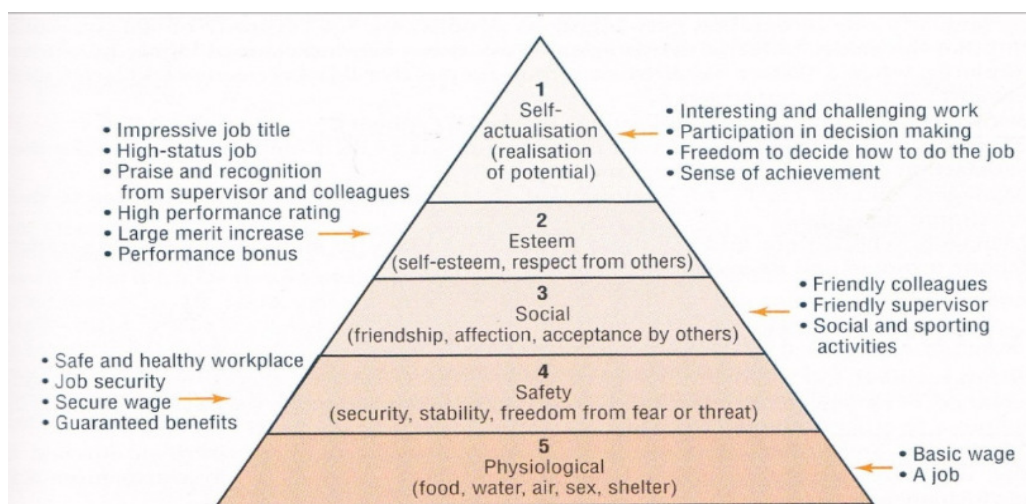 1
Self-
actualisation
(realisation
of potential)
• Interesting and challenging work
• Participation in decision making
• Freedom to decide how to do the job
• Sense of achievement
• Impressive job title
• High-status job
• Praise and recognition
from supervisor and colleagues
• High performance rating
• Large merit increase
• Performance bonus
2
Esteem
(self-esteem, respect from others)
3
Social
(friendship, affection, acceptance by others)
• Friendly colleagues
• Friendly supervisor
• Social and sporting
activities
• Safe and healthy workplace
• Job security
• Secure wage
• Guaranteed benefits
4
Safety
(security, stability, freedom from fear or threat)
5
Physiological
(food, water, air, sex, shelter)
• Basic wage
• A job